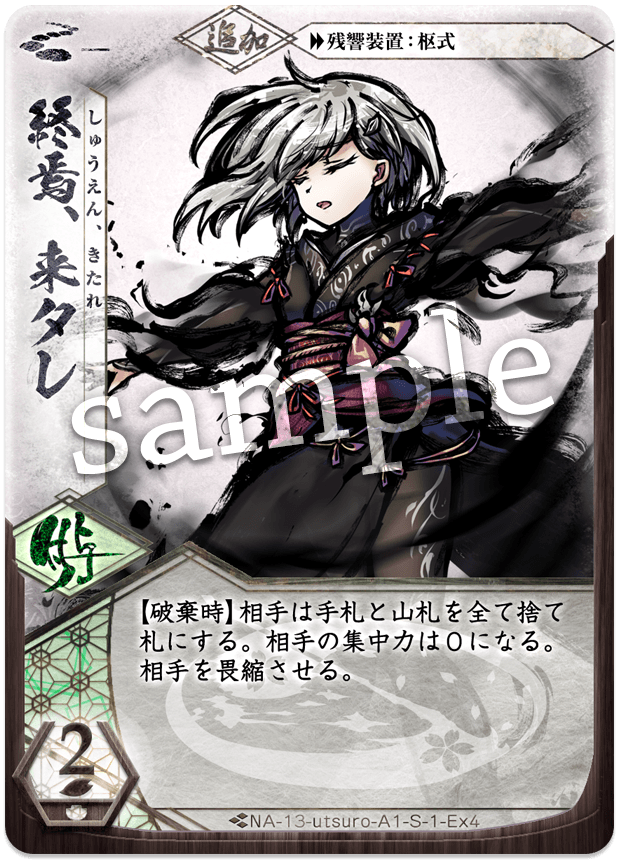 追加
残響装置:枢式
終焉、来タレ
しゅうえん、きたれ
sample
付与
【破棄時】相手は手札と山札を全て捨て
札にする。相手の集中力は0になる。
相手を畏縮させる。
2
NA-13-utsuro-A1-S-1-Ex4